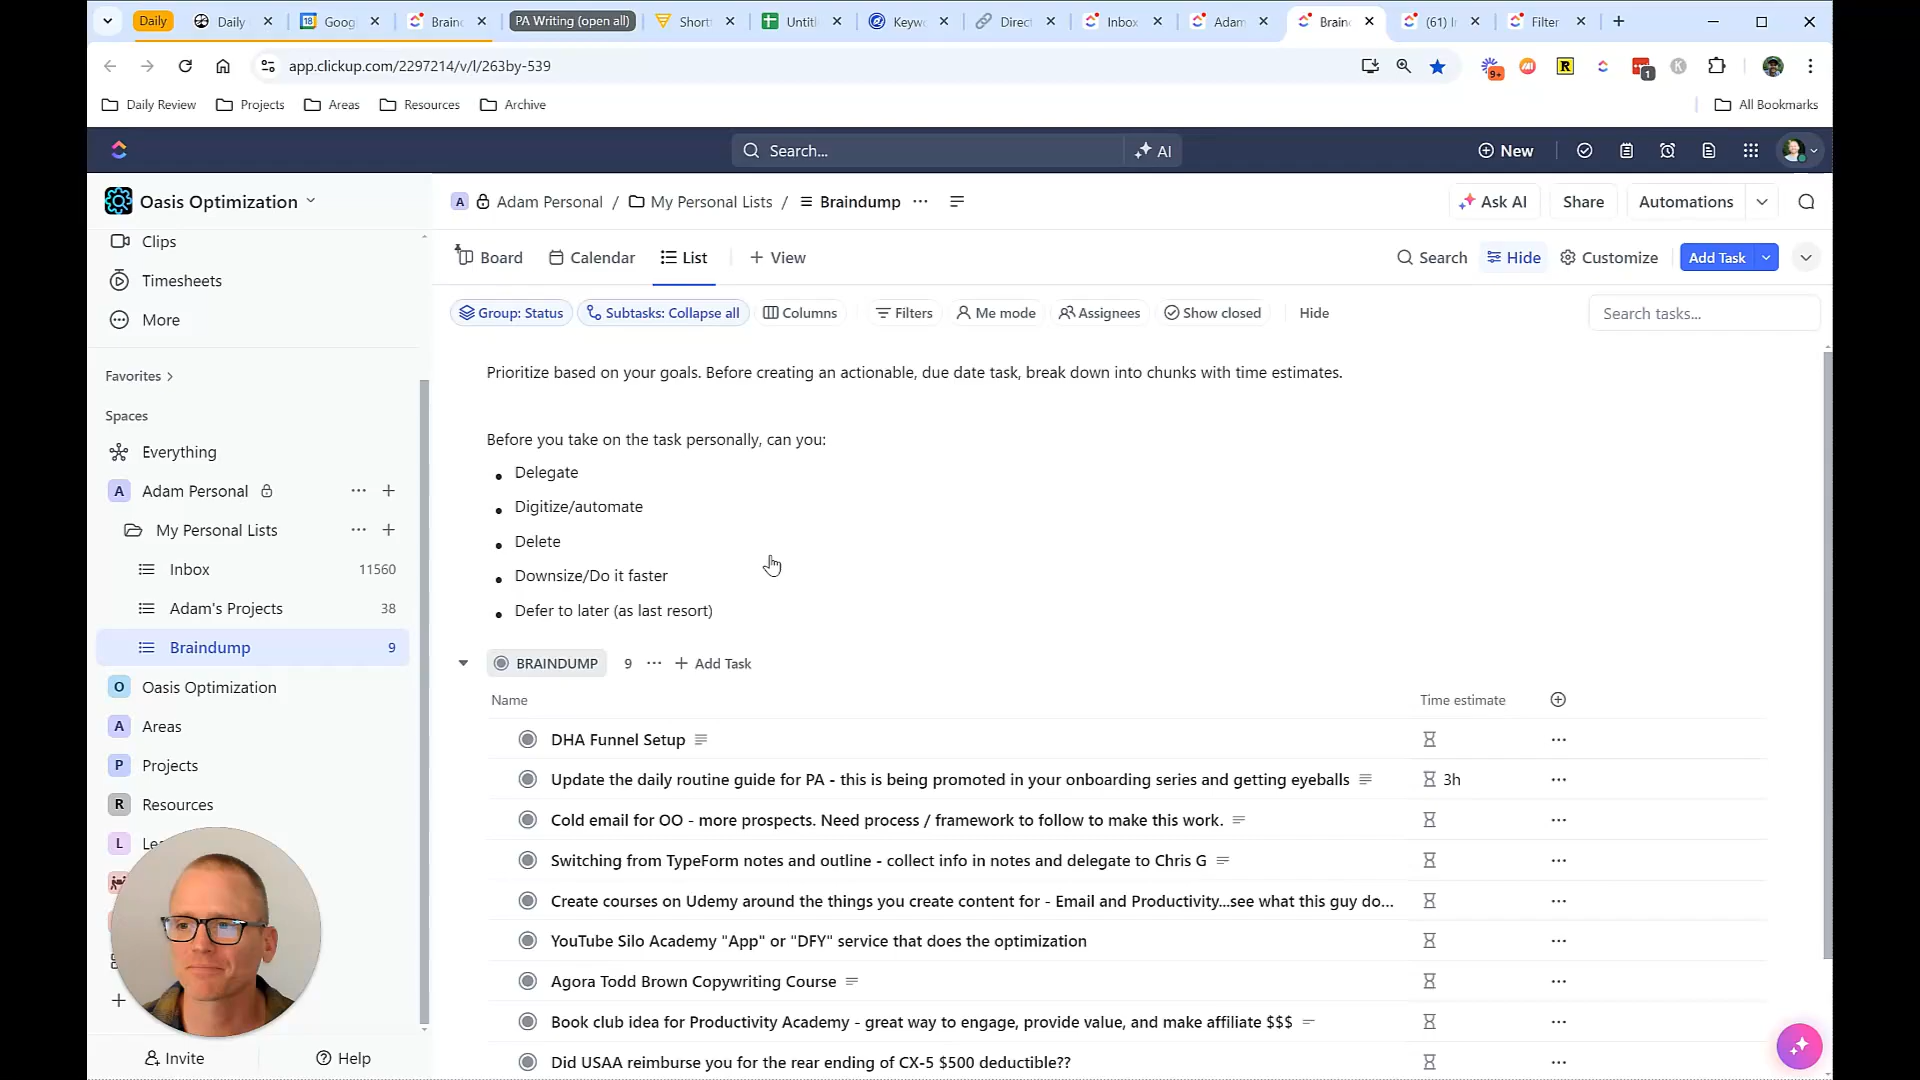 Daily
Daily
Goog
Brain
PA Writing (open all)
Short
Untit
Keyw
Direct
Inbox
Adam
Brain
(61) I
Filter
app.clickup.com/2297214/v/l/263by-539
9+
R
K
1
Daily Review
Projects
Areas
Resources
Archive
All Bookmarks
Search...
AI
New
Oasis Optimization
A
Adam Personal
/
My Personal Lists
/
Braindump
Ask AI
Share
Automations
Clips
Timesheets
More
Favorites
Spaces
Everything
A
Adam Personal
My Personal Lists
Inbox
11560
Adam's Projects
38
Braindump
9
O
Oasis Optimization
A
Areas
P
Projects
R
Resources
L
Le
Invite
Help
Board
Calendar
List
View
Search
Hide
Customize
Add Task
Group: Status
Subtasks: Collapse all
Columns
Filters
Me mode
Assignees
Show closed
Hide
Search tasks...
Prioritize based on your goals. Before creating an actionable, due date task, break down into chunks with time estimates.
Before you take on the task personally, can you:
• Delegate
• Digitize/automate
• Delete
• Downsize/Do it faster
• Defer to later (as last resort)
BRAINDUMP
9
Add Task
Name
Time estimate
DHA Funnel Setup
Update the daily routine guide for PA - this is being promoted in your onboarding series and getting eyeballs
3h
Cold email for OO - more prospects. Need process / framework to follow to make this work.
Switching from TypeForm notes and outline - collect info in notes and delegate to Chris G
Create courses on Udemy around the things you create content for - Email and Productivity...see what this guy do...
YouTube Silo Academy "App" or "DFY" service that does the optimization
Agora Todd Brown Copywriting Course
Book club idea for Productivity Academy - great way to engage, provide value, and make affiliate $$$
Did USAA reimburse you for the rear ending of CX-5 $500 deductible??